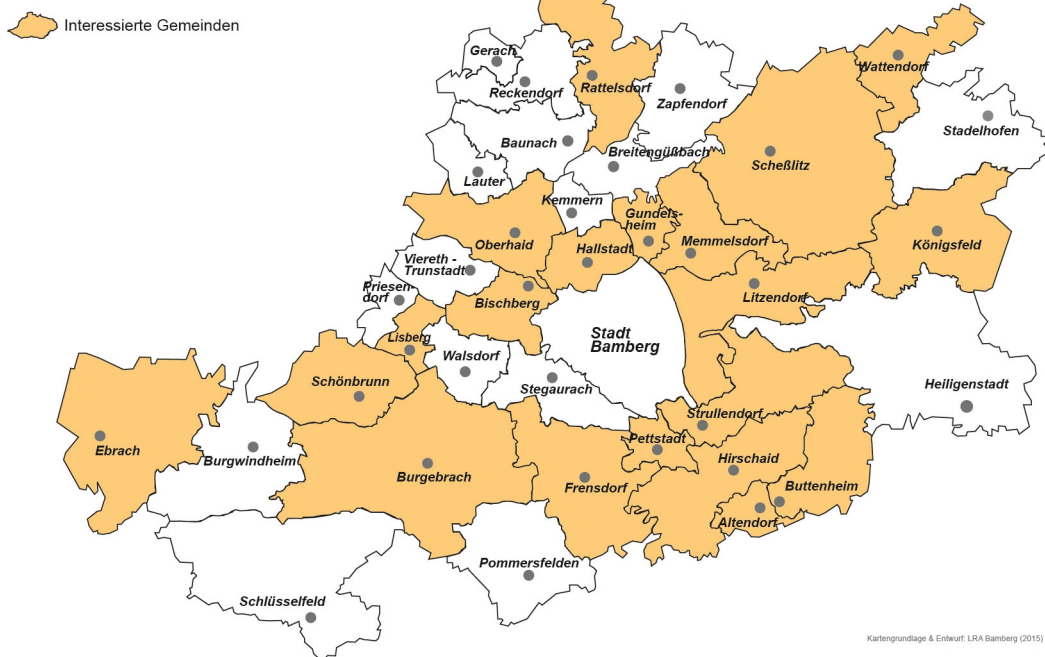 Interessierte Gemeinden
Gerach
Reckendorf
Rattelsdorf
Zapfendorf
Wattendorf
Stadelhofen
Baunach
Breitengüßbach
Scheßlitz
Lauter
Kemmern
Gundels-
heim
Oberhaid
Hallstadt
Memmelsdorf
Königsfeld
Viereth -
Trunstadt
Priesen-
dorf
Bischberg
Litzendorf
Lisberg
Walsdorf
Stadt
Bamberg
Schönbrunn
Stegaurach
Heiligenstadt
Strullendorf
Pettstadt
Ebrach
Burgwindheim
Burgebrach
Frensdorf
Hirschaid
Buttenheim
Altendorf
Pommersfelden
Schlüsselfeld
Kartengrundlage & Entwurf: LRA Bamberg (2015)